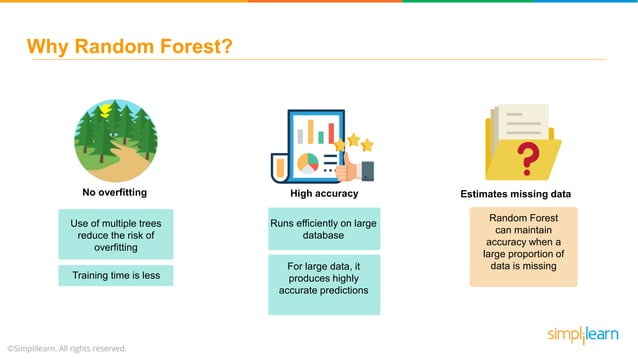 Why Random Forest?
No overfitting
Use of multiple trees
reduce the risk of
overfitting
Training time is less
High accuracy
Runs efficiently on large
database
For large data, it
produces highly
accurate predictions
Estimates missing data
?
Random Forest
can maintain
accuracy when a
large proportion of
data is missing
©Simplilearn. All rights reserved.
simplilearn